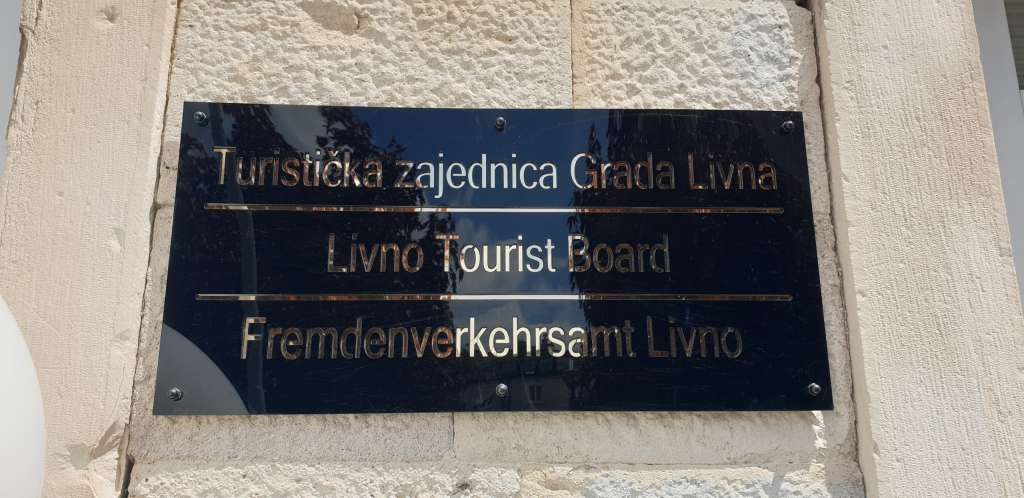 Turistička zajednica Grada Livna
Livno Tourist Board
Fremdenverkehrsamt Livno